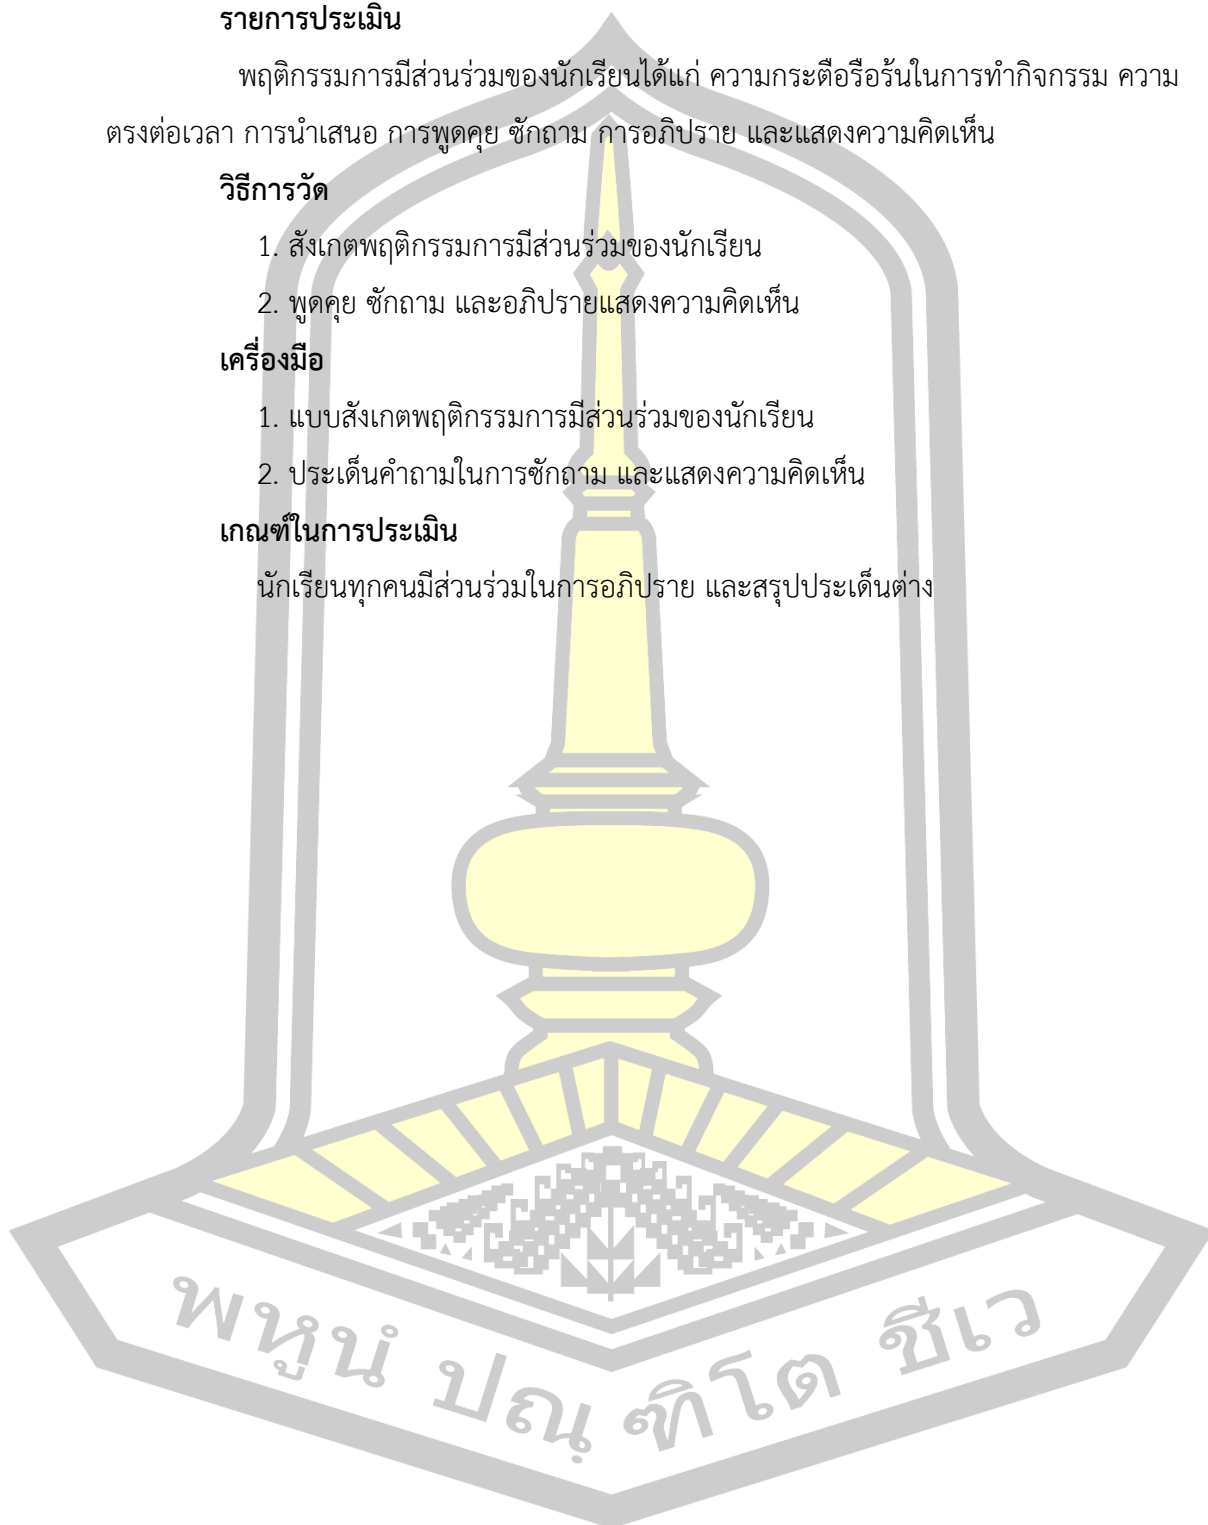 รายการประเมิน
พฤติกรรมการมีส่วนร่วมของนักเรียนได้แก่ ความกระตือรือร้นในการทำกิจกรรม ความ
ตรงต่อเวลา การนำเสนอ การพูดคุย ซักถาม การอภิปราย และแสดงความคิดเห็น
วิธีการวัด
1. สังเกตพฤติกรรมการมีส่วนร่วมของนักเรียน
2. พูดคุย ซักถาม และอภิปรายแสดงความคิดเห็น
เครื่องมือ
1. แบบสังเกตพฤติกรรมการมีส่วนร่วมของนักเรียน
2. ประเด็นคำถามในการซักถาม และแสดงความคิดเห็น
เกณฑ์ในการประเมิน
นักเรียนทุกคนมีส่วนร่วมในการอภิปราย และสรุปประเด็นต่าง
พหูนํ ปณฺฑิโต ชีเว